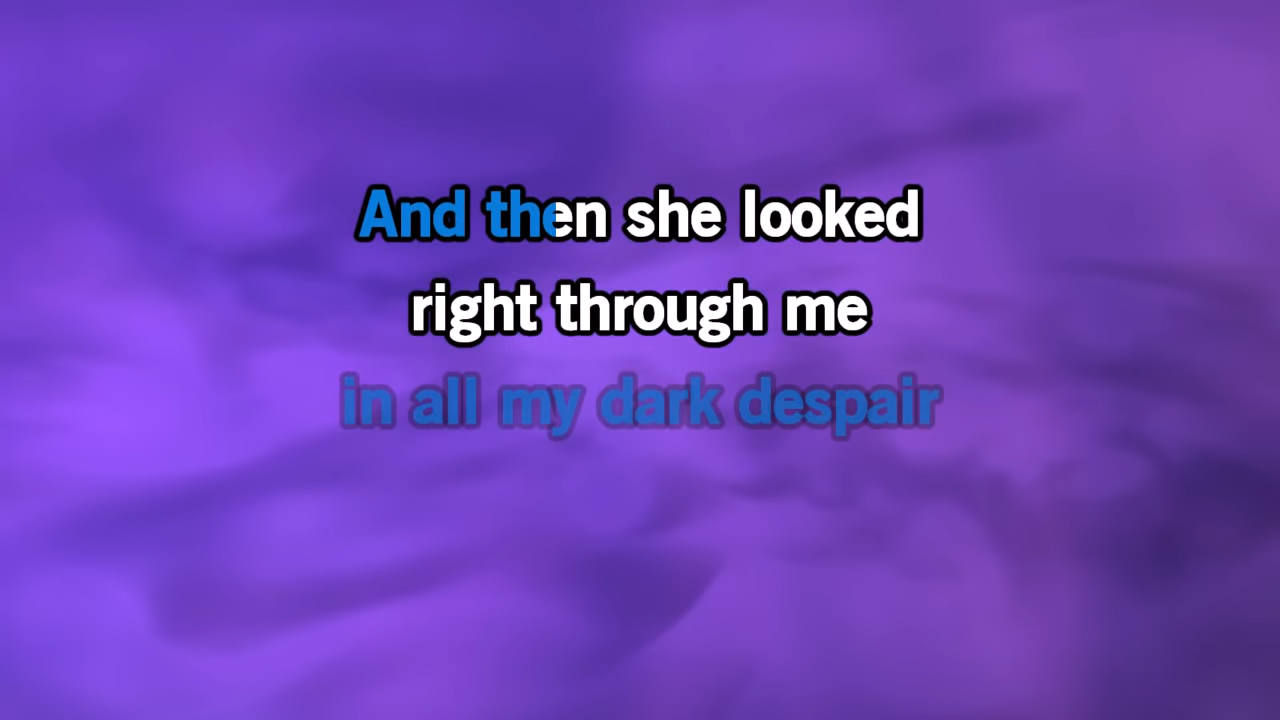 And then she looked
right through me
in all my dark despair